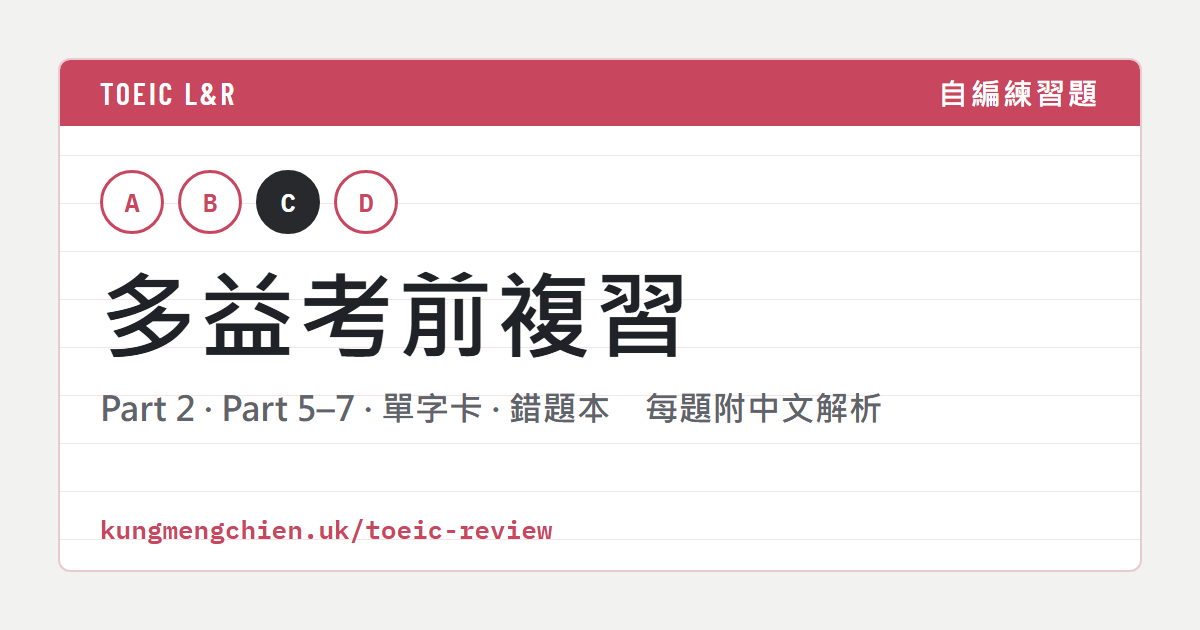 TOEIC L&R
自編練習題
A B C D
多益考前複習
Part 2 · Part 5–7 · 單字卡 · 錯題本　每題附中文解析
kungmengchien.uk/toeic-review